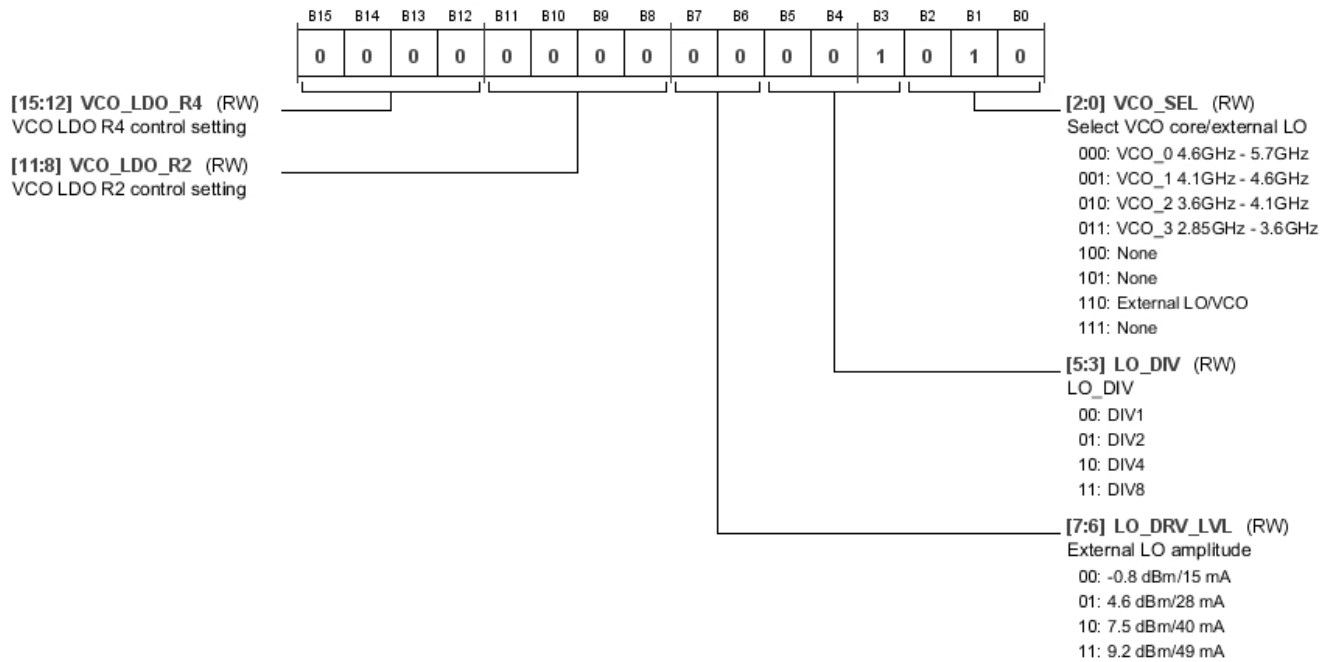 B15 B14 B13 B12 B11 B10 B9 B8 B7 B6 B5 B4 B3 B2 B1 B0
0 0 0 0 0 0 0 0 0 0 0 0 1 0 1 0
[15:12] VCO_LDO_R4 (RW)
VCO LDO R4 control setting
[11:8] VCO_LDO_R2 (RW)
VCO LDO R2 control setting
[2:0] VCO_SEL (RW)
Select VCO core/external LO
000: VCO_0 4.6GHz - 5.7GHz
001: VCO_1 4.1GHz - 4.6GHz
010: VCO_2 3.6GHz - 4.1GHz
011: VCO_3 2.85GHz - 3.6GHz
100: None
101: None
110: External LO/VCO
111: None
[5:3] LO_DIV (RW)
LO_DIV
00: DIV1
01: DIV2
10: DIV4
11: DIV8
[7:6] LO_DRV_LVL (RW)
External LO amplitude
00: -0.8 dBm/15 mA
01: 4.6 dBm/28 mA
10: 7.5 dBm/40 mA
11: 9.2 dBm/49 mA